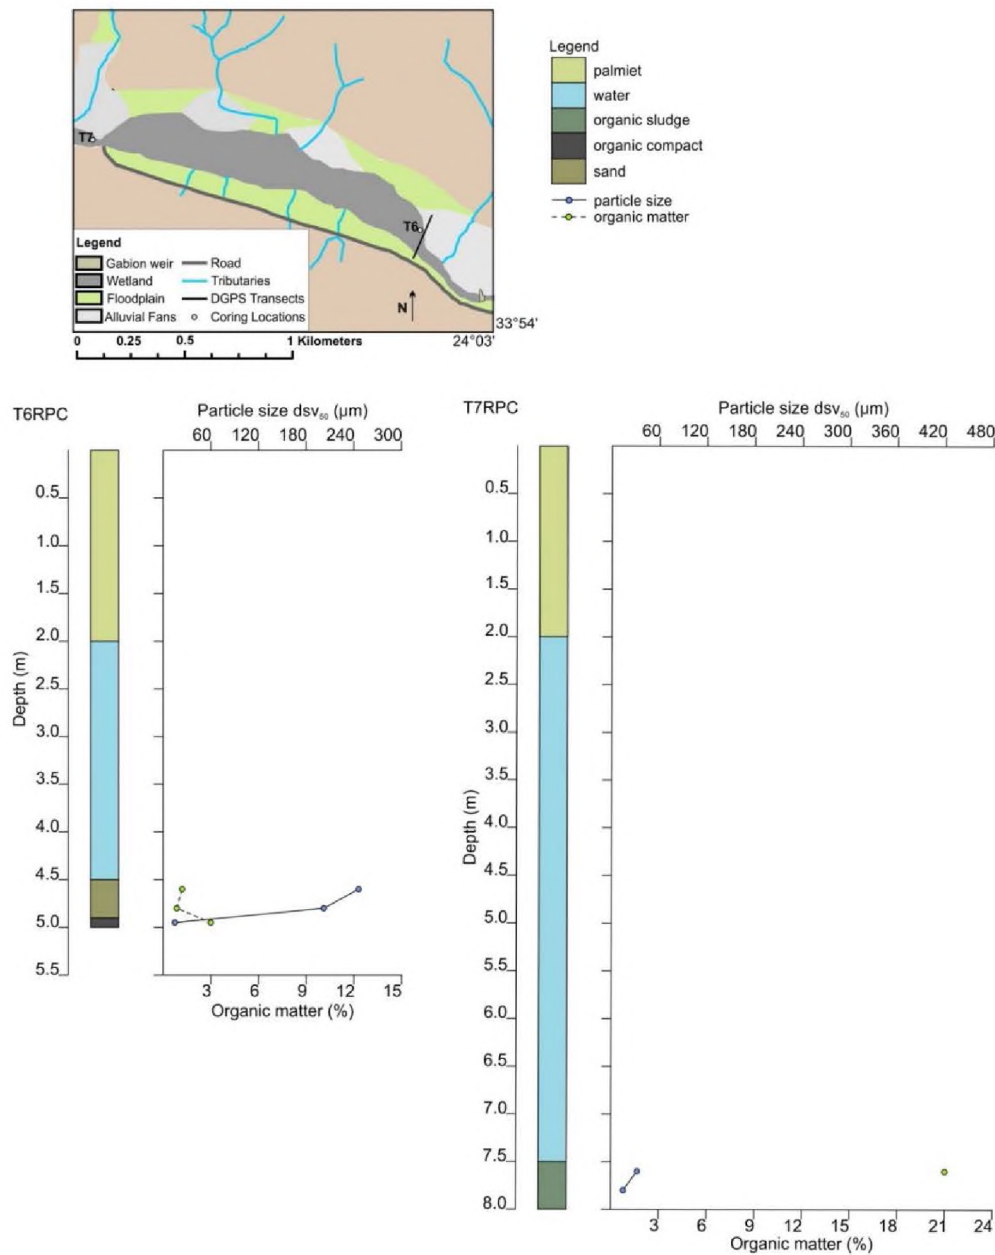 Legend
palmiet
water
organic sludge
organic compact
sand
particle size
organic matter
T7
T6
Legend
Gabion weir
Road
Wetland
Tributaries
Floodplain
DGPS Transects
Alluvial Fans
Coring Locations
N
33°54'
24°03'
0 0.25 0.5 1 Kilometers
T6RPC
Particle size dsv₅₀ (µm)
60 120 180 240 300
0.5
1.0
1.5
2.0
2.5
3.0
3.5
4.0
4.5
5.0
5.5
Depth (m)
3 6 9 12 15
Organic matter (%)
T7RPC
Particle size dsv₅₀ (µm)
60 120 180 240 300 360 420 480
0.5
1.0
1.5
2.0
2.5
3.0
3.5
4.0
4.5
5.0
5.5
6.0
6.5
7.0
7.5
8.0
Depth (m)
3 6 9 12 15 18 21 24
Organic matter (%)